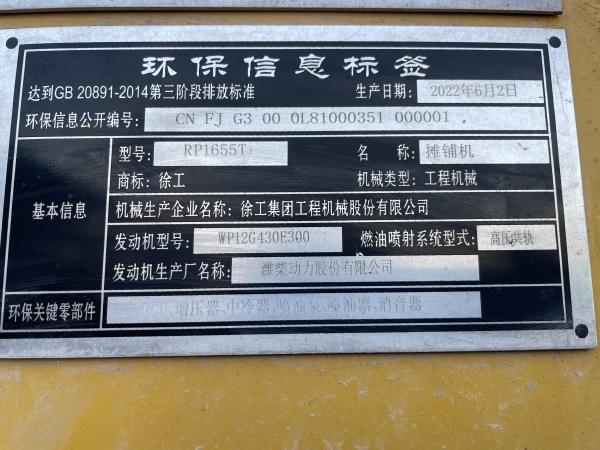 环保信息标签
达到GB 20891-2014第三阶段排放标准 生产日期: 2022年6月2日
环保信息公开编号: CN FJ G3 00 0L81000351 000001
基本信息
型号: RP1655T 名 称: 摊铺机
商标: 徐工 机械类型: 工程机械
机械生产企业名称: 徐工集团工程机械股份有限公司
发动机型号: WP12G430E300 燃油喷射系统型式: 高压共轨
发动机生产厂名称: 潍柴动力股份有限公司
环保关键零部件 增压器、中冷器、喷油泵、喷油器、消音器